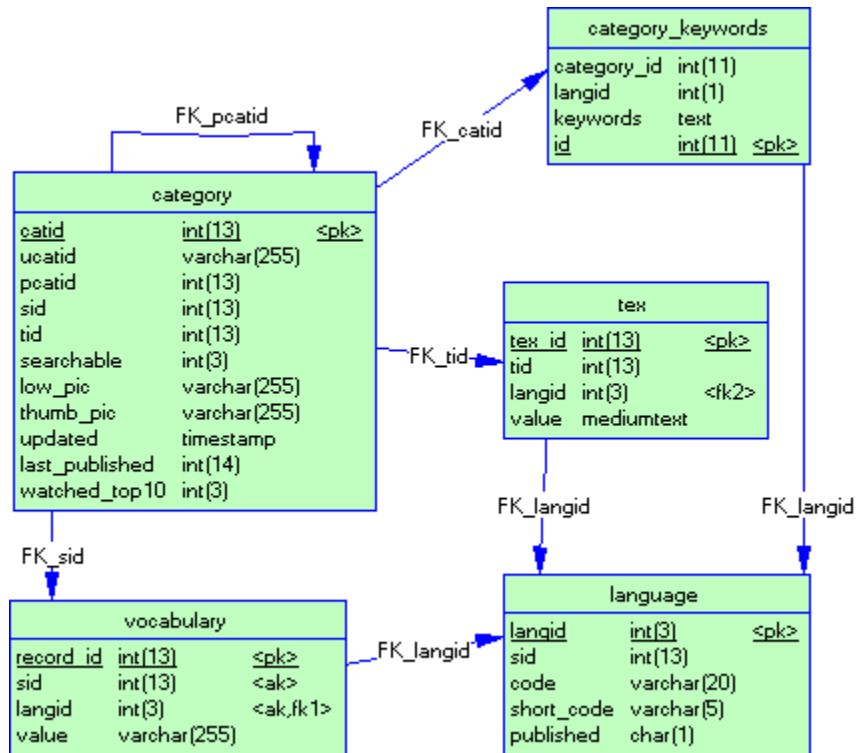 category_keywords
category_id int(11)
langid int(1)
keywords text
id int(11) <pk>
FK_pcatid
FK_catid
category
catid int(13) <pk>
ucatid varchar(255)
pcatid int(13)
sid int(13)
tid int(13)
searchable int(3)
low_pic varchar(255)
thumb_pic varchar(255)
updated timestamp
last_published int(14)
watched_top10 int(3)
FK_tid
tex
tex_id int(13) <pk>
tid int(13)
langid int(3) <fk2>
value mediumtext
FK_langid
FK_langid
FK_sid
vocabulary
record_id int(13) <pk>
sid int(13) <ak>
langid int(3) <ak,fk1>
value varchar(255)
FK_langid
language
langid int(3) <pk>
sid int(13)
code varchar(20)
short_code varchar(5)
published char(1)